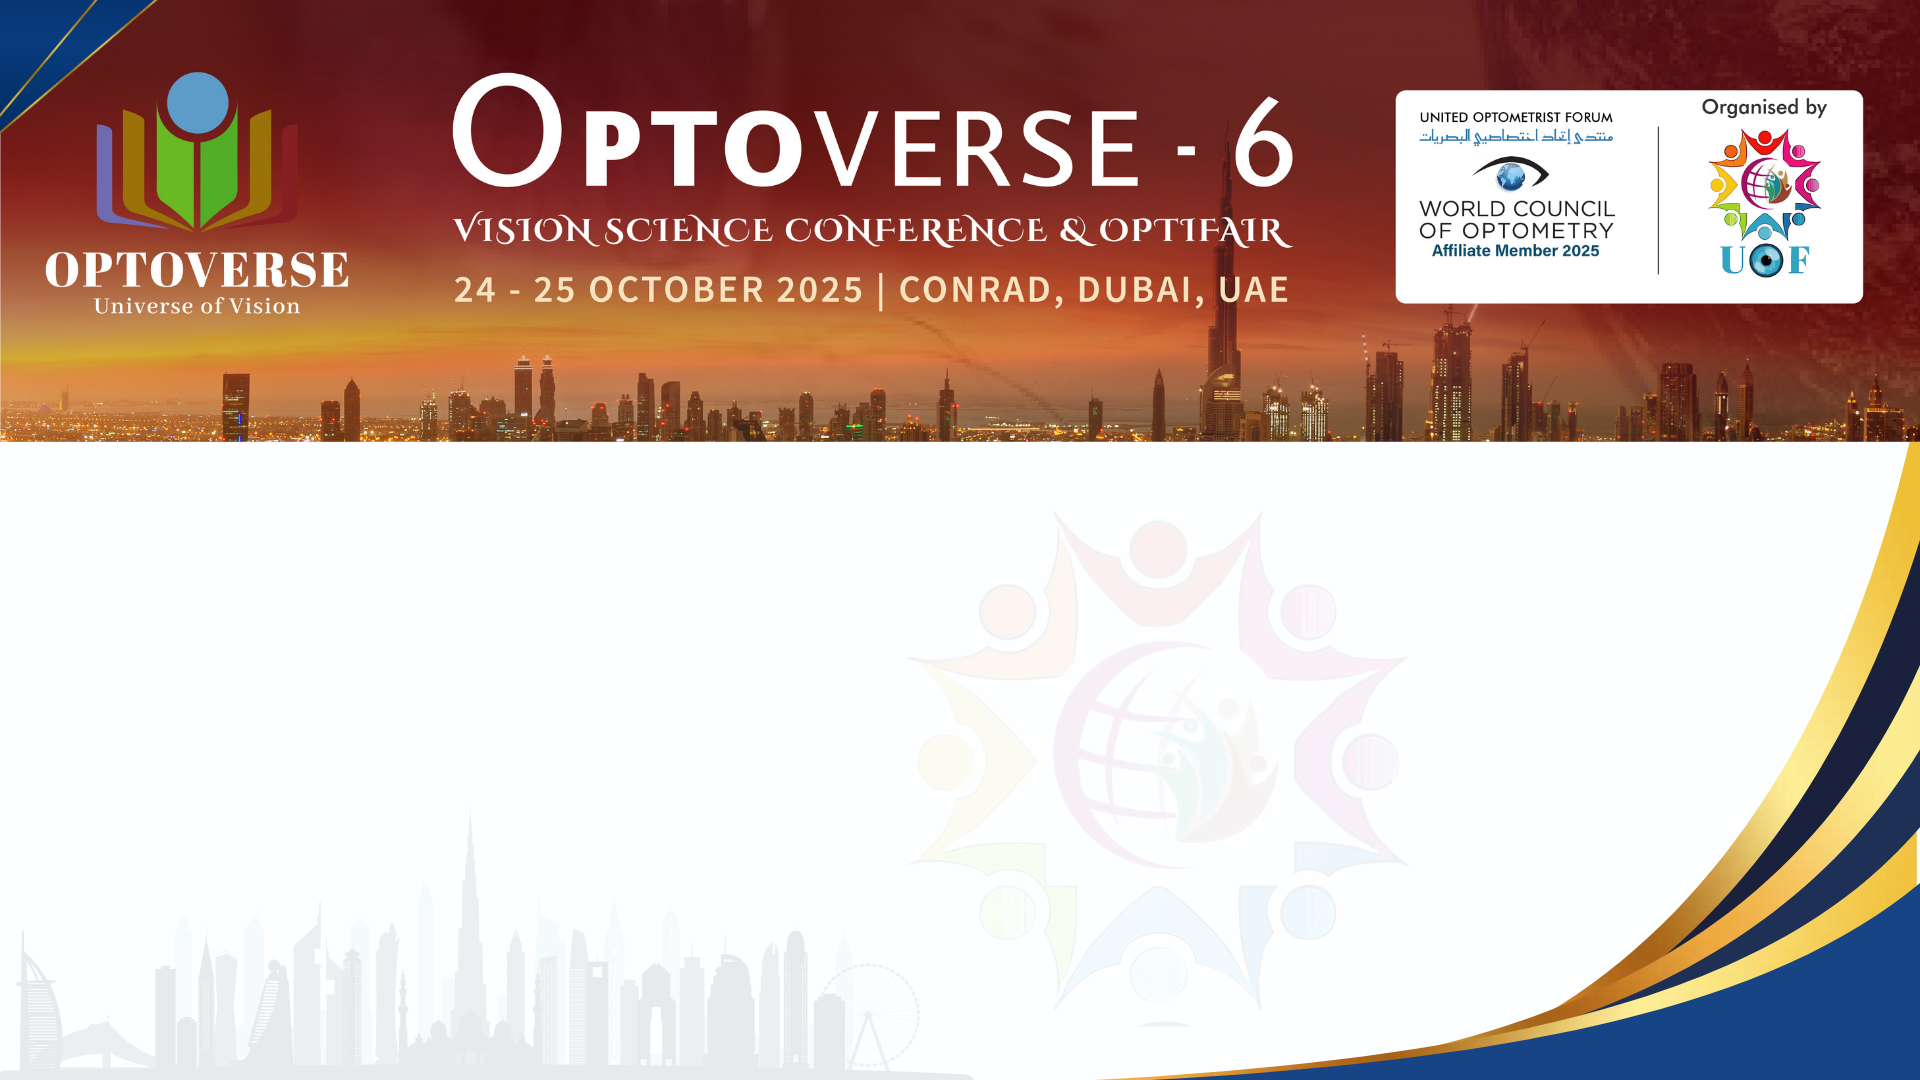 OPTOVERSE
Universe of Vision
OPTOVERSE - 6
VISION SCIENCE CONFERENCE & OPTIFAIR
24 - 25 OCTOBER 2025 | CONRAD, DUBAI, UAE
UNITED OPTOMETRIST FORUM
منتدى إتحاد اختصاصيي البصريات
WORLD COUNCIL
OF OPTOMETRY
Affiliate Member 2025
Organised by
UOF